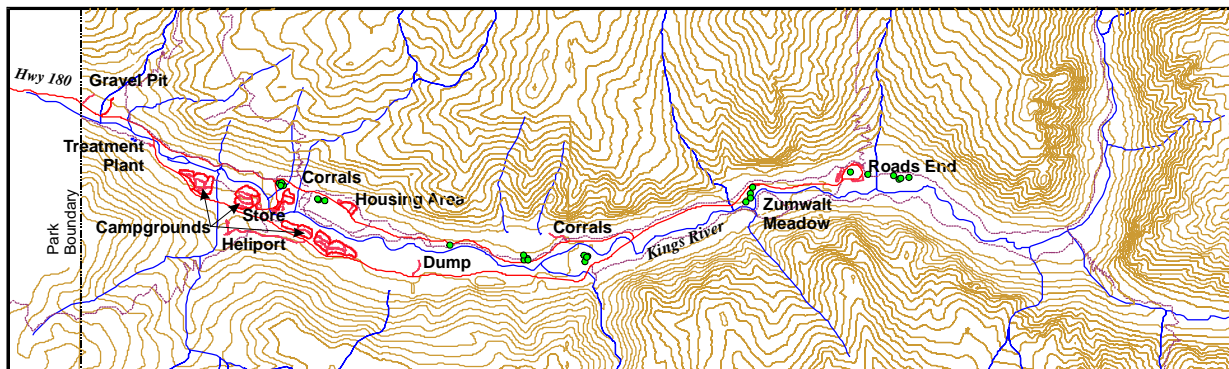 Hwy 180
Gravel Pit
Treatment
Plant
Corrals
Roads End
Housing Area
Store
Campgrounds
Heliport
Park
Boundary
Corrals
Zumwalt
Meadow
Kings River
Dump